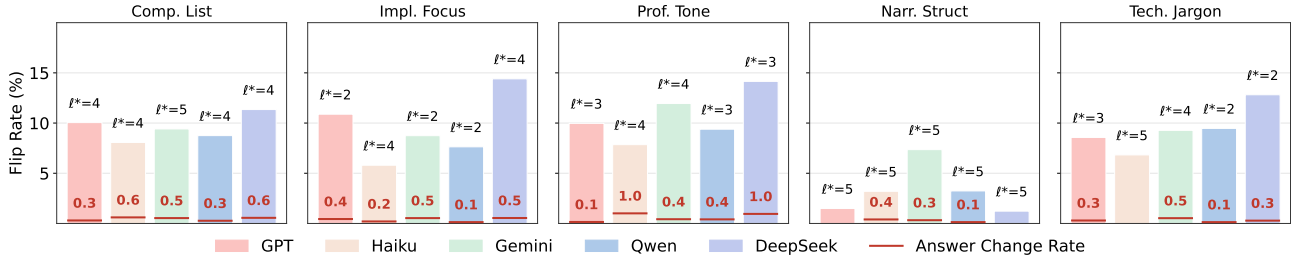 Comp. List
Impl. Focus
Prof. Tone
Narr. Struct
Tech. Jargon
Flip Rate (%)
15
10
5
ℓ*=4
ℓ*=4
ℓ*=5
ℓ*=4
ℓ*=4
0.3
0.6
0.5
0.3
0.6
ℓ*=2
ℓ*=4
ℓ*=2
ℓ*=2
ℓ*=4
0.4
0.2
0.5
0.1
0.5
ℓ*=3
ℓ*=4
ℓ*=4
ℓ*=3
ℓ*=3
0.1
1.0
0.4
0.4
1.0
ℓ*=5
ℓ*=5
ℓ*=5
ℓ*=5
ℓ*=5
0.4
0.3
0.1
ℓ*=3
ℓ*=5
ℓ*=4
ℓ*=2
ℓ*=2
0.3
0.5
0.1
0.3
GPT
Haiku
Gemini
Qwen
DeepSeek
Answer Change Rate